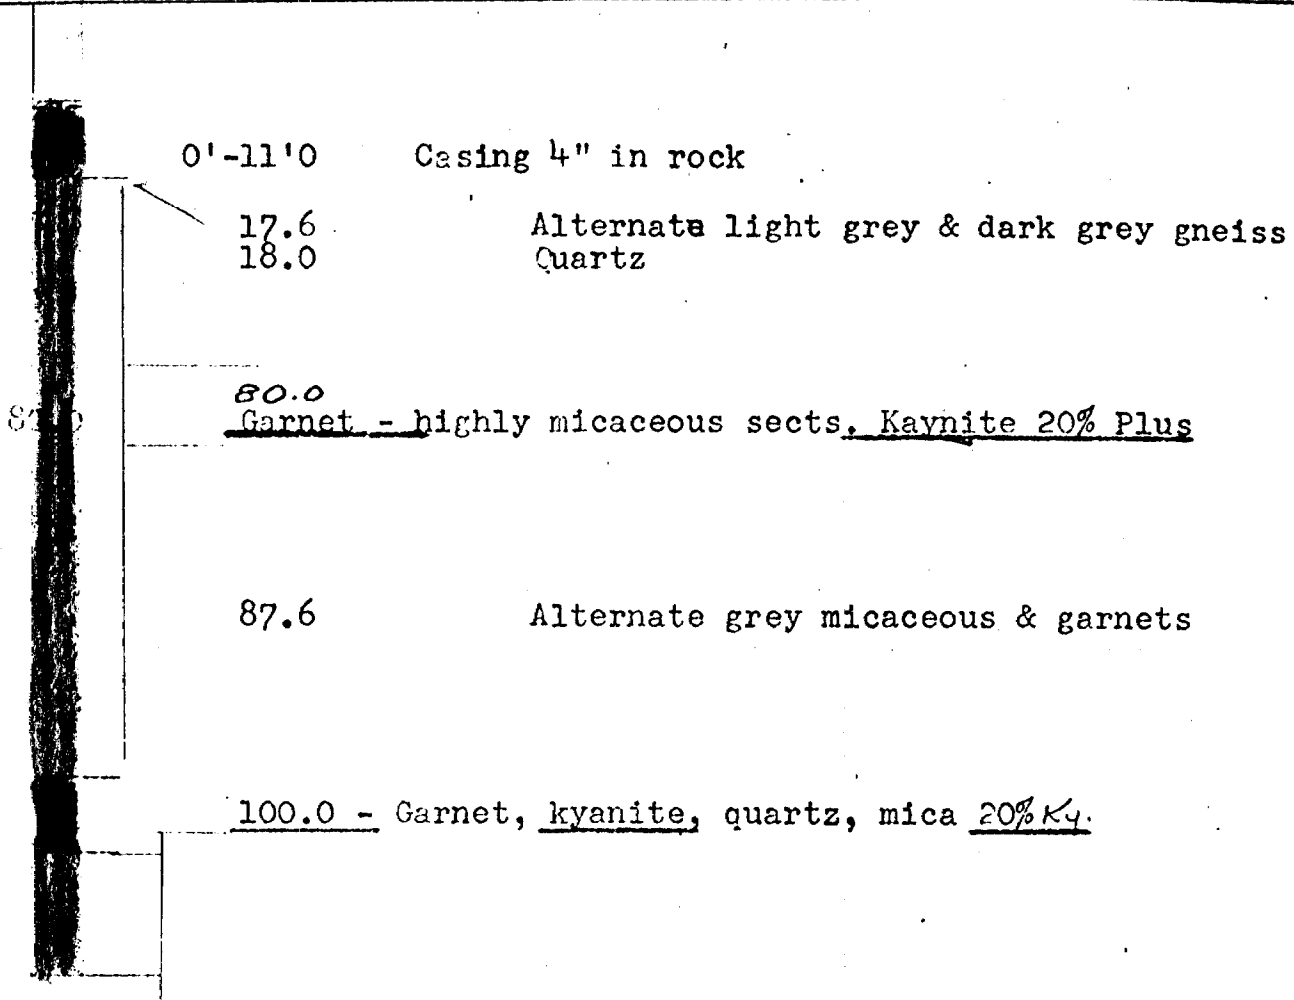 0'-11'0 Casing 4" in rock
17.6 Alternate light grey & dark grey gneiss
18.0 Quartz
80.0
Garnet - highly micaceous sects. Kaynite 20% Plus
87.6 Alternate grey micaceous & garnets
100.0 - Garnet, kyanite, quartz, mica 20% Ky.